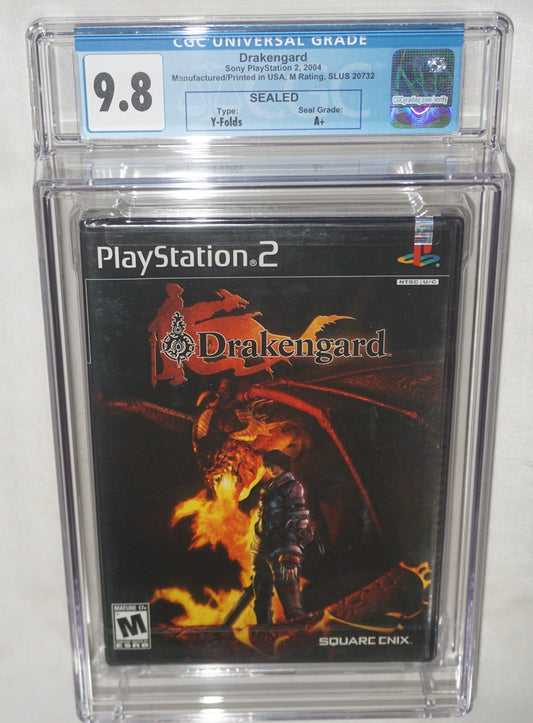 CGC UNIVERSAL GRADE
Drakengard
Sony PlayStation 2, 2004
Manufactured/Printed in USA, M Rating, SLUS 20732
9.8
SEALED
Type:
Y-Folds
Seal Grade:
A+
CGCgrading.com/verify
PlayStation®2
NTSC U/C
Drakengard™
MATURE 17+
M
ESRB
SQUARE ENIX